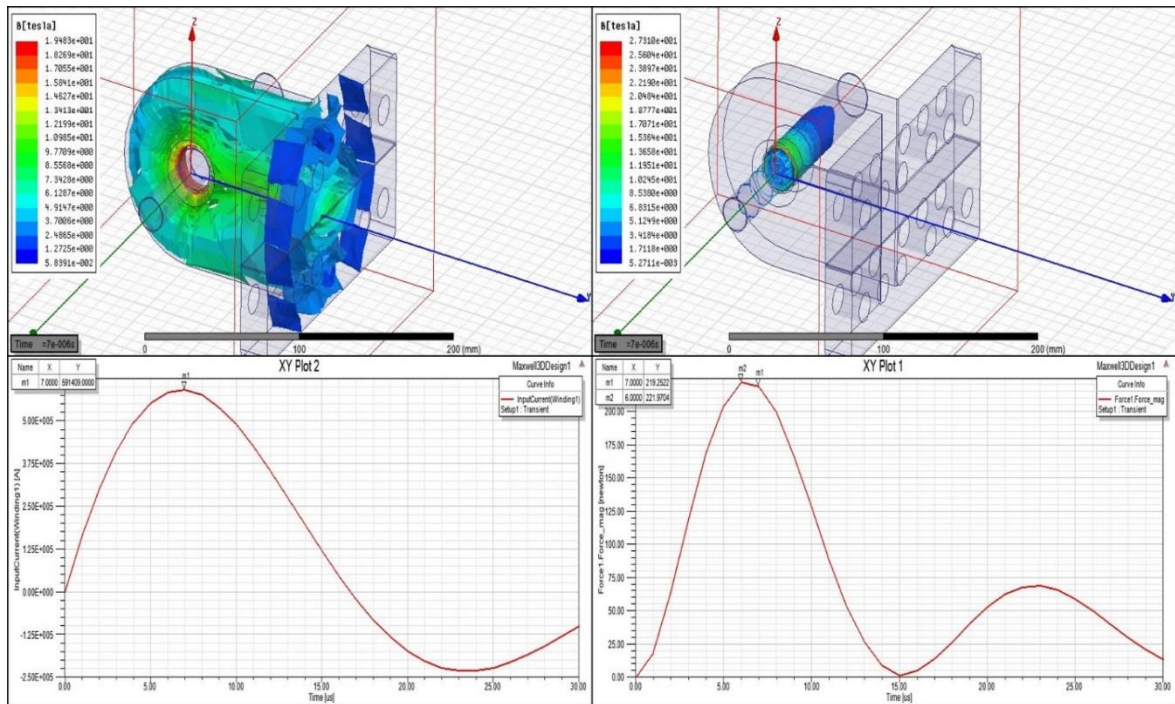 B[tesla]
1.9483e+001
1.8269e+001
1.7055e+001
1.5841e+001
1.4627e+001
1.3413e+001
1.2199e+001
1.0985e+001
9.7709e+000
8.5568e+000
7.3428e+000
6.1287e+000
4.9147e+000
3.7006e+000
2.4865e+000
1.2725e+000
5.8391e-002
Z
Y
Time =7e-006s
0 100 200 (mm)
B[tesla]
2.7310e+001
2.5604e+001
2.3897e+001
2.2190e+001
2.0484e+001
1.8777e+001
1.7071e+001
1.5364e+001
1.3658e+001
1.1951e+001
1.0245e+001
8.5380e+000
6.8315e+000
5.1249e+000
3.4184e+000
1.7118e+000
5.2711e-003
Z
Y
Time =7e-006s
0 100 200 (mm)
XY Plot 2
Maxwell3DDesign1
Name X Y
m1 7.0000 591409.0000
m1
Curve Info
InputCurrent(Winding1)
Setup1 : Transient
InputCurrent(Winding1) [A]
5.00E+005
3.75E+005
2.50E+005
1.25E+005
0.00E+000
-1.25E+005
-2.50E+005
0.00 5.00 10.00 15.00 20.00 25.00 30.00
Time [us]
XY Plot 1
Maxwell3DDesign1
Name X Y
m1 7.0000 219.2522
m2 6.0000 221.9704
m2 m1
Curve Info
Force1.Force_mag
Setup1 : Transient
Force1.Force_mag [newton]
200.00
175.00
150.00
125.00
100.00
75.00
50.00
25.00
0.00
0.00 5.00 10.00 15.00 20.00 25.00 30.00
Time [us]